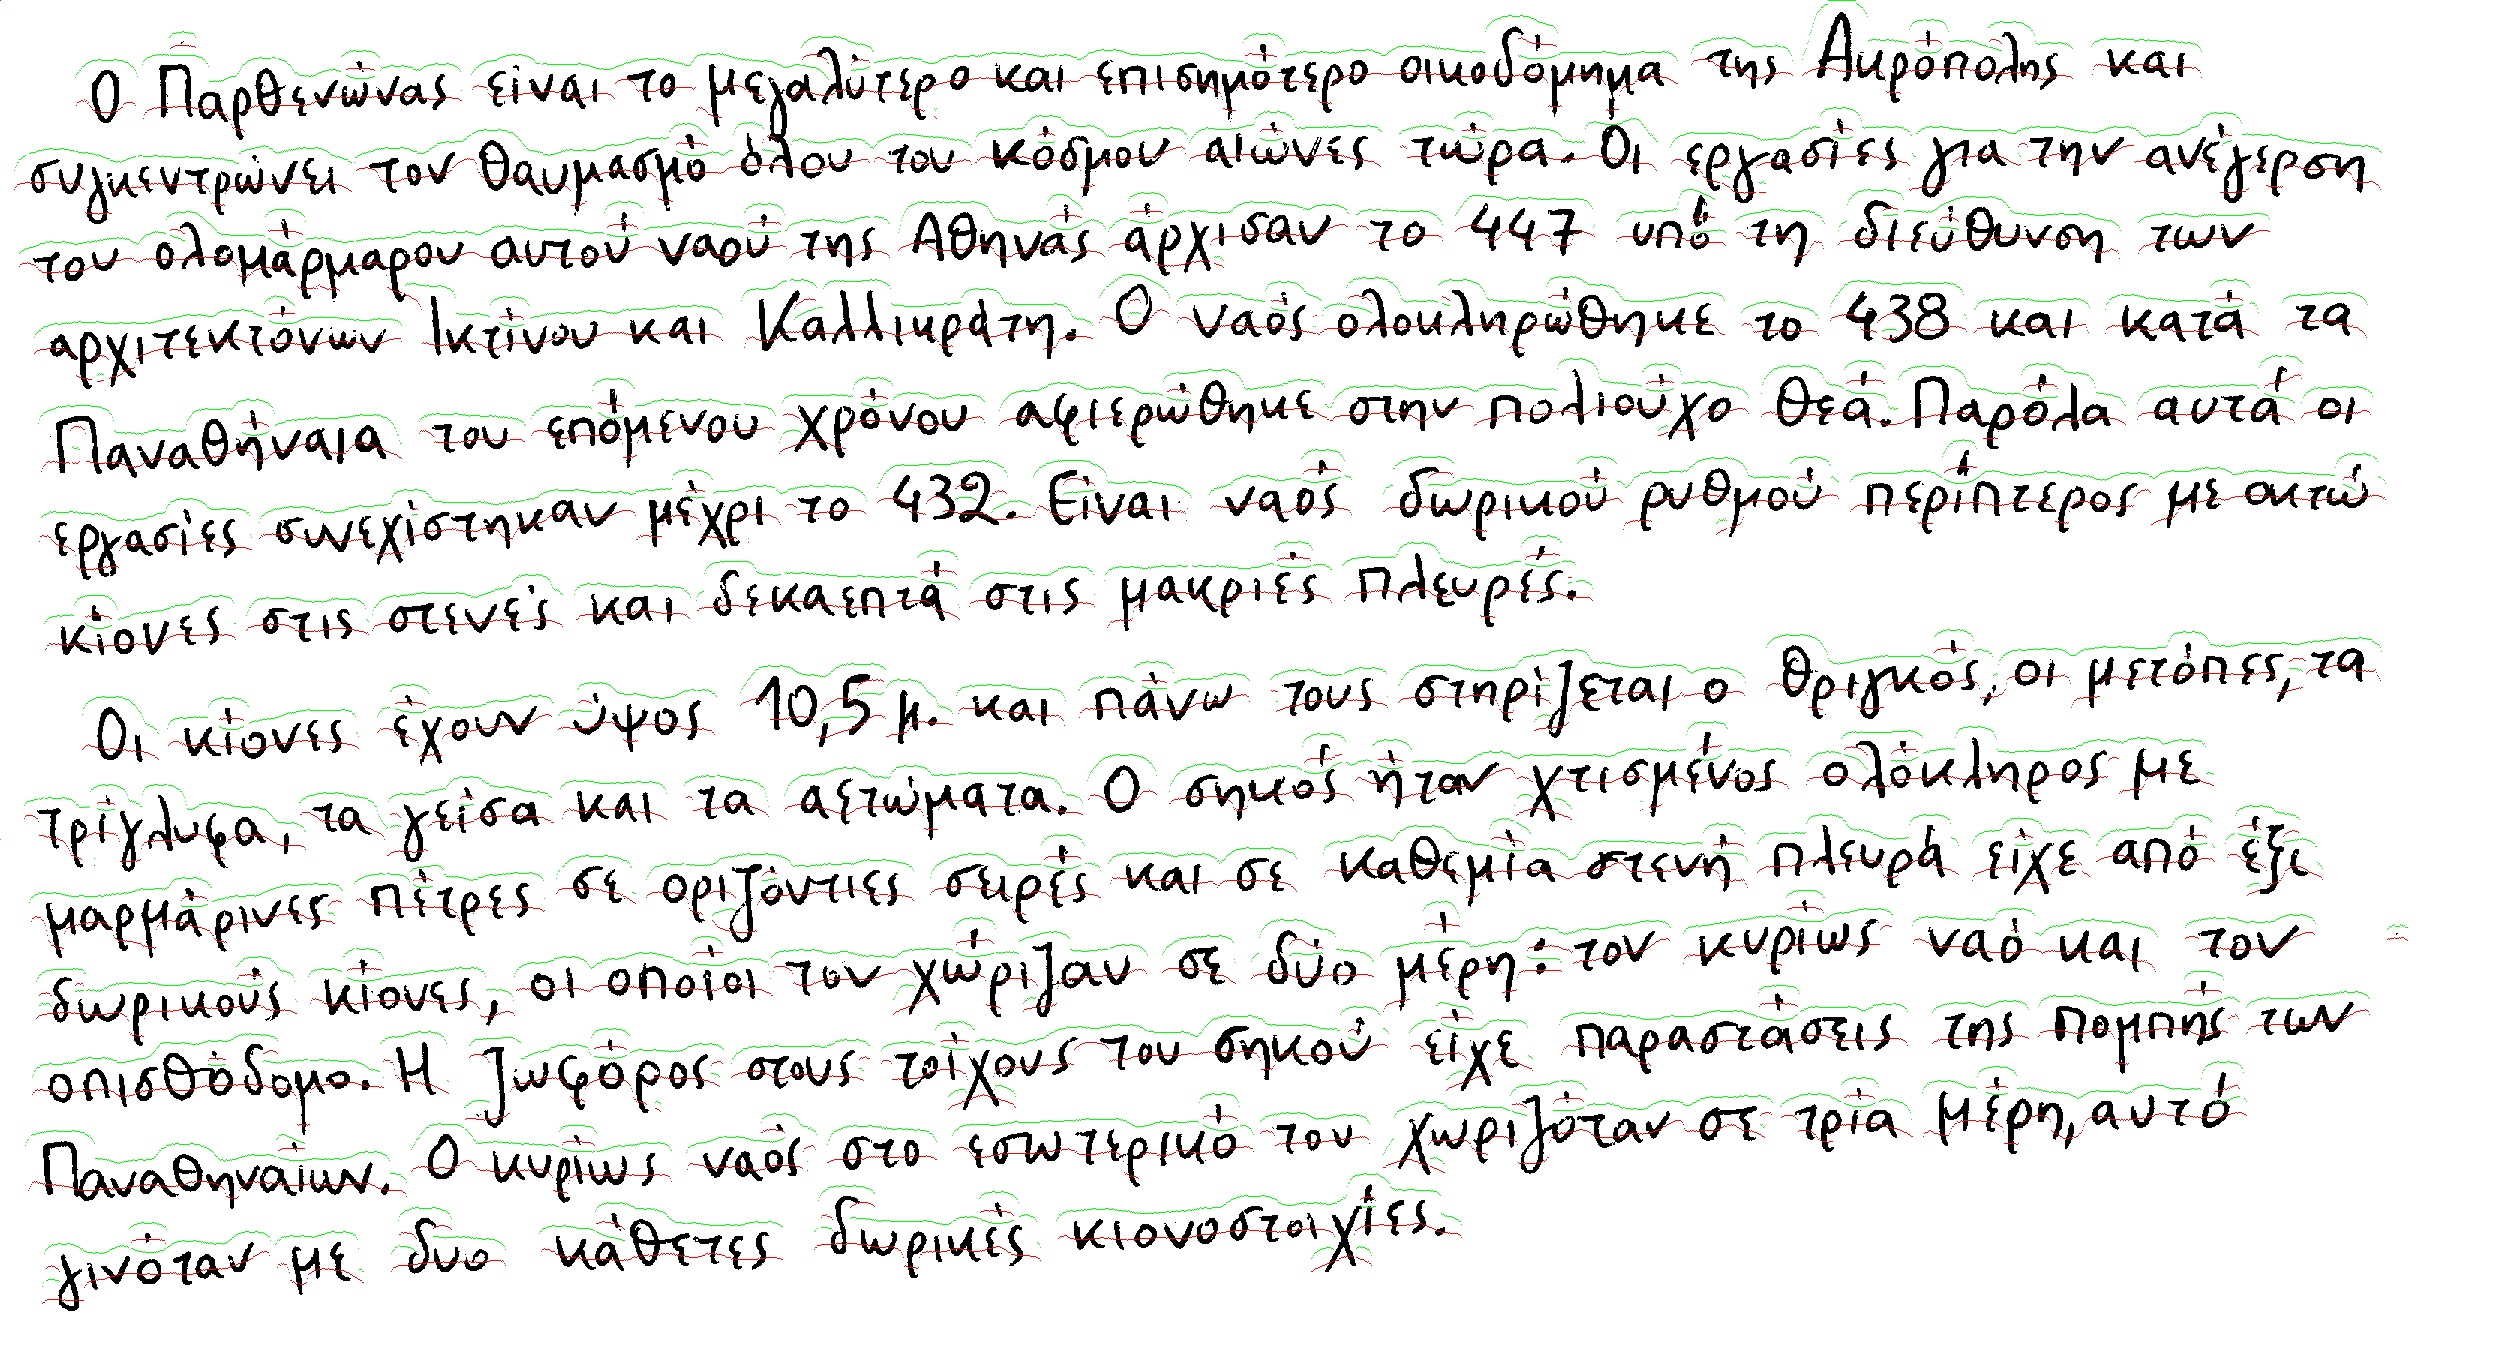 Ο Παρθενώνας είναι το μεγαλύτερο και επισημότερο οικοδόμημα της Ακρόπολης και
συγκεντρώνει τον θαυμασμό όλου του κόσμου αιώνες τώρα. Οι εργασίες για την ανέγερση
του ολομάρμαρου αυτού ναού της Αθηνάς άρχισαν το 447 υπό τη διεύθυνση των
αρχιτεκτόνων Ικτίνου και Καλλικράτη. Ο ναός ολοκληρώθηκε το 438 και κατά τα
Παναθήναια του επόμενου χρόνου αφιερώθηκε στην πολιούχο θεά. Παρόλα αυτά οι
εργασίες συνεχίστηκαν μέχρι το 432. Είναι ναός δωρικού ρυθμού περίπτερος με οκτώ
κίονες στις στενές και δεκαεπτά στις μακριές πλευρές.
Οι κίονες έχουν ύψος 10,5 μ. και πάνω τους στηρίζεται ο θριγκός, οι μετόπες, τα
τρίγλυφα, τα γείσα και τα αετώματα. Ο σηκός ήταν χτισμένος ολόκληρος με
μαρμάρινες πέτρες σε οριζόντιες σειρές και σε καθεμία στενή πλευρά είχε από έξι
δωρικούς κίονες, οι οποίοι τον χώριζαν σε δύο μέρη: τον κυρίως ναό και τον
οπισθόδομο. Η ζωφόρος στους τοίχους του σηκού είχε παραστάσεις της πομπής των
Παναθηναίων. Ο κυρίως ναός στο εσωτερικό του χωριζόταν σε τρία μέρη, αυτό
γινόταν με δυο κάθετες δωρικές κιονοστοιχίες.